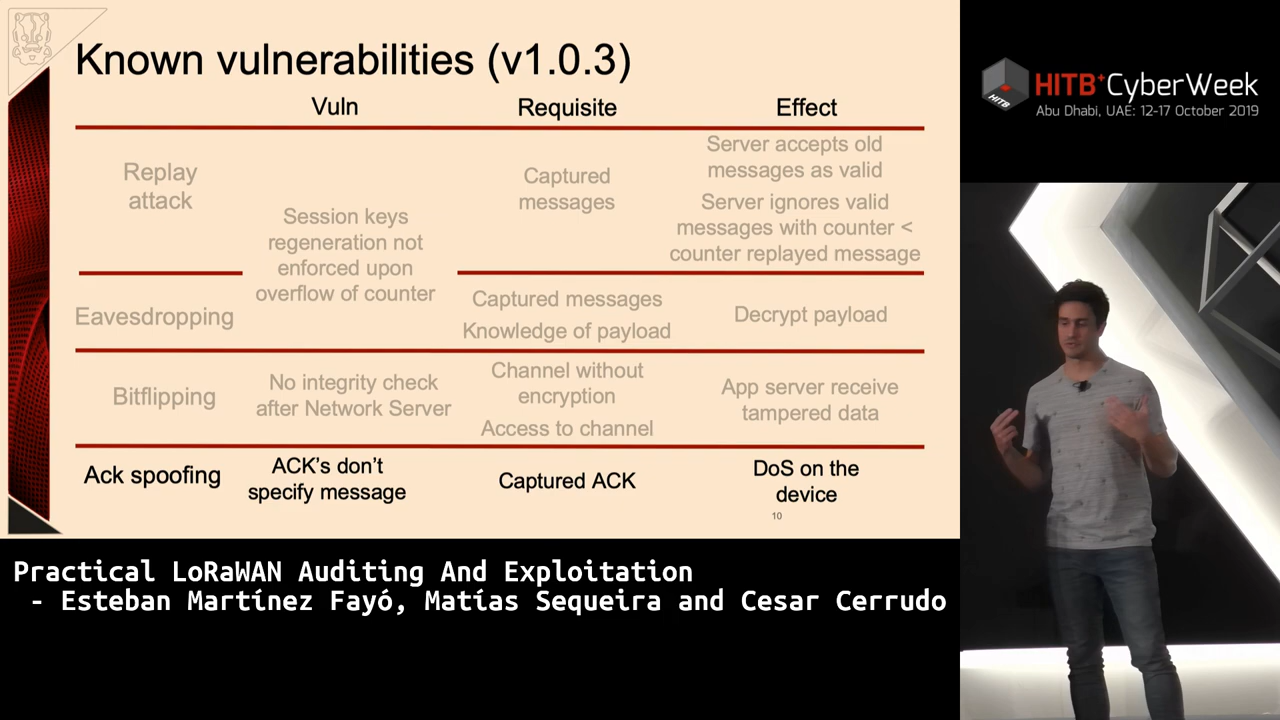 Known vulnerabilities (v1.0.3)
Vuln
Requisite
Effect
Replay
attack
Session keys
regeneration not
enforced upon
overflow of counter
Captured
messages
Server accepts old
messages as valid
Server ignores valid
messages with counter <
counter replayed message
Eavesdropping
Captured messages
Knowledge of payload
Decrypt payload
Bitflipping
No integrity check
after Network Server
Channel without
encryption
Access to channel
App server receive
tampered data
Ack spoofing
ACK's don't
specify message
Captured ACK
DoS on the
device
10
HITB+CyberWeek
Abu Dhabi, UAE: 12-17 October 2019
HITB
Practical LoRaWAN Auditing And Exploitation
- Esteban Martínez Fayó, Matías Sequeira and Cesar Cerrudo